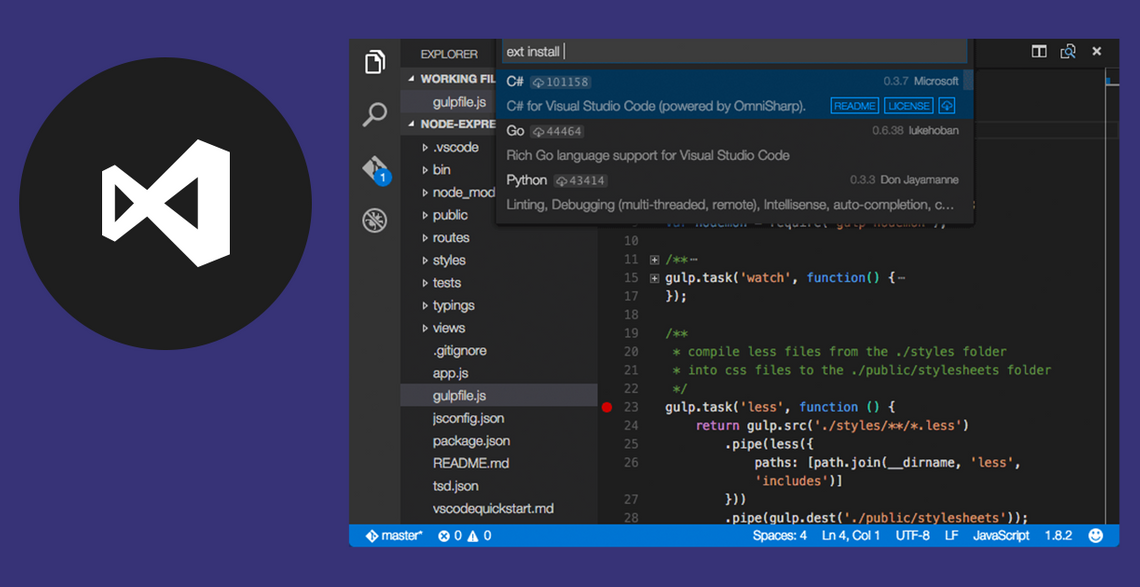 EXPLORER
WORKING FIL
gulpfile.js
NODE-EXPRE
.vscode
bin
node_mod
public
routes
styles
tests
typings
views
.gitignore
app.js
gulpfile.js
jsconfig.json
package.json
README.md
tsd.json
vscodequickstart.md
1
ext install
C# 101158 0.3.7 Microsoft
C# for Visual Studio Code (powered by OmniSharp). README LICENSE
Go 44464 0.6.38 lukehoban
Rich Go language support for Visual Studio Code
Python 43414 0.3.3 Don Jayamanne
Linting, Debugging (multi-threaded, remote), Intellisense, auto-completion, c...
10
11 /**⋯
15 gulp.task('watch', function() {⋯
17 });
18
19 /**
20 * compile less files from the ./styles folder
21 * into css files to the ./public/stylesheets folder
22 */
23 gulp.task('less', function () {
24 return gulp.src('./styles/**/*.less')
25 .pipe(less({
26 paths: [path.join(__dirname, 'less',
'includes')]
27 }))
28 .pipe(gulp.dest('./public/stylesheets'));
master* 0 0 Spaces: 4 Ln 4, Col 1 UTF-8 LF JavaScript 1.8.2